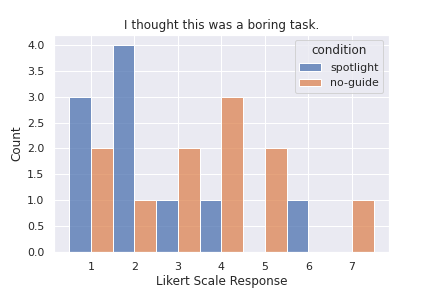 I thought this was a boring task.
condition
spotlight
no-guide
4.0
3.5
3.0
2.5
2.0
1.5
1.0
0.5
0.0
Count
1 2 3 4 5 6 7
Likert Scale Response